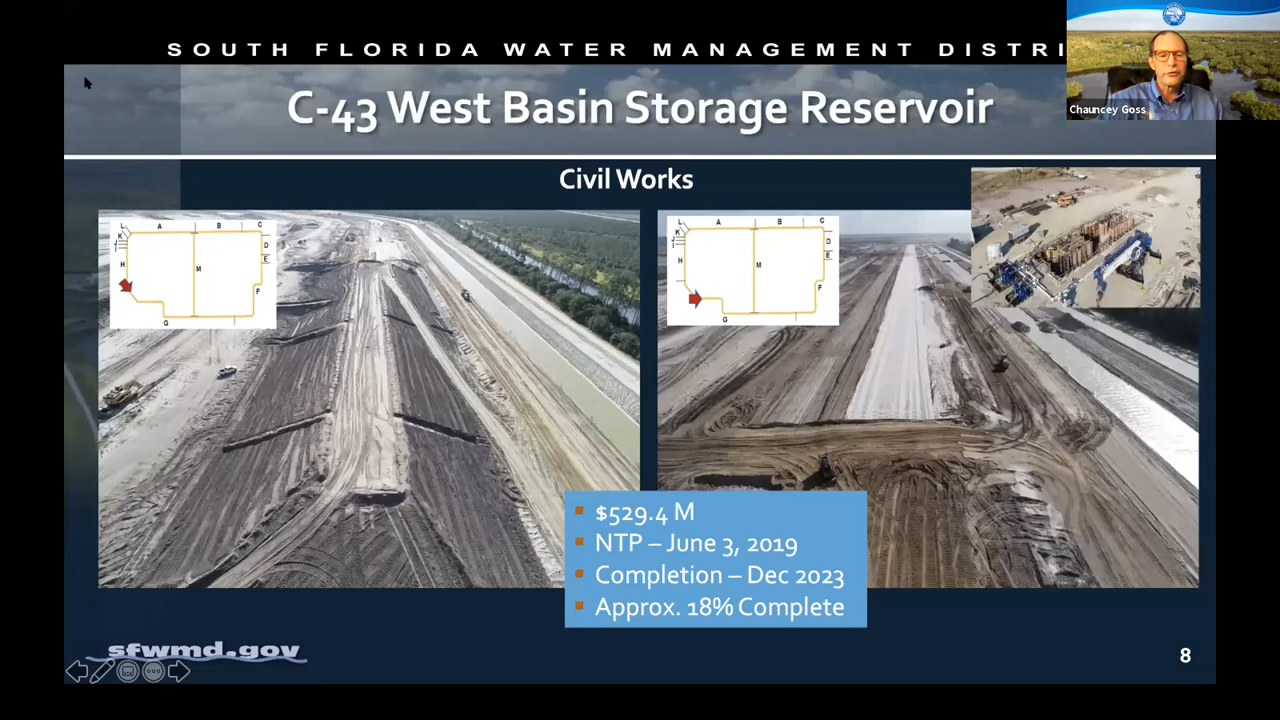 SOUTH FLORIDA WATER MANAGEMENT DISTRI
Chauncey Goss
C-43 West Basin Storage Reservoir
Civil Works
L A B C
K
J
I
D
E
H
M
F
G
L A B C
K
J
I
D
E
H
M
F
G
$529.4 M
NTP – June 3, 2019
Completion – Dec 2023
Approx. 18% Complete
sfwmd.gov
8